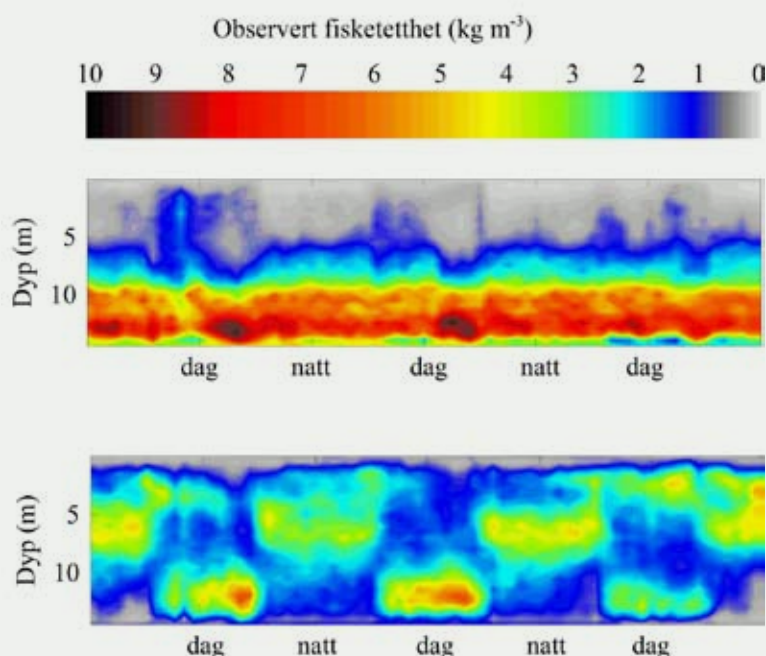 Observert fisketetthet (kg m⁻³)
10 9 8 7 6 5 4 3 2 1 0
Dyp (m)
5
10
dag natt dag natt dag
Dyp (m)
5
10
dag natt dag natt dag